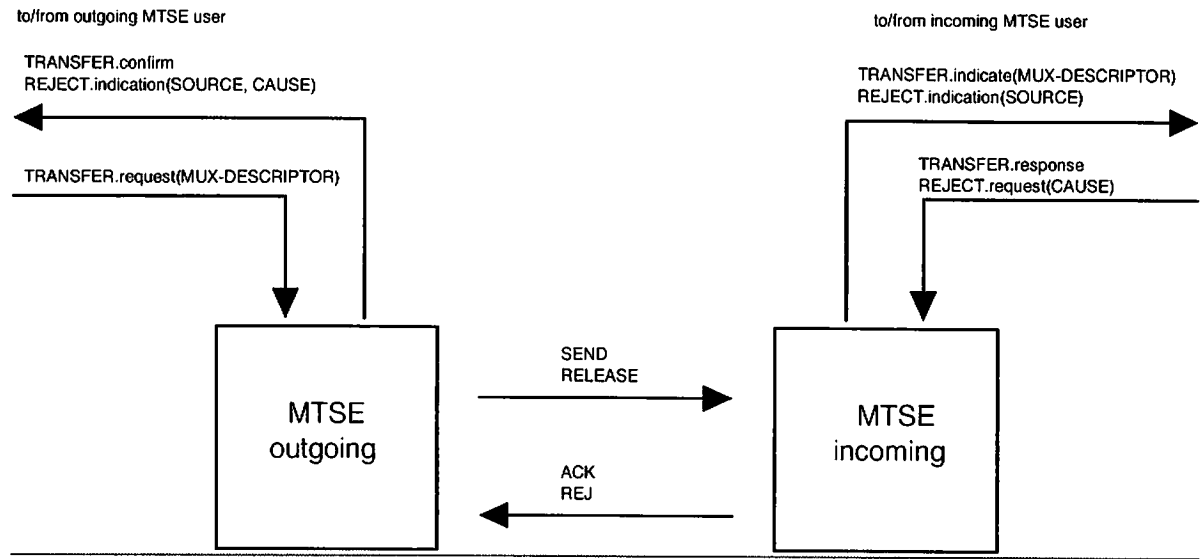 to/from outgoing MTSE user
to/from incoming MTSE user
TRANSFER.confirm
REJECT.indication(SOURCE, CAUSE)
TRANSFER.indicate(MUX-DESCRIPTOR)
REJECT.indication(SOURCE)
TRANSFER.request(MUX-DESCRIPTOR)
TRANSFER.response
REJECT.request(CAUSE)
SEND
RELEASE
MTSE
outgoing
MTSE
incoming
ACK
REJ